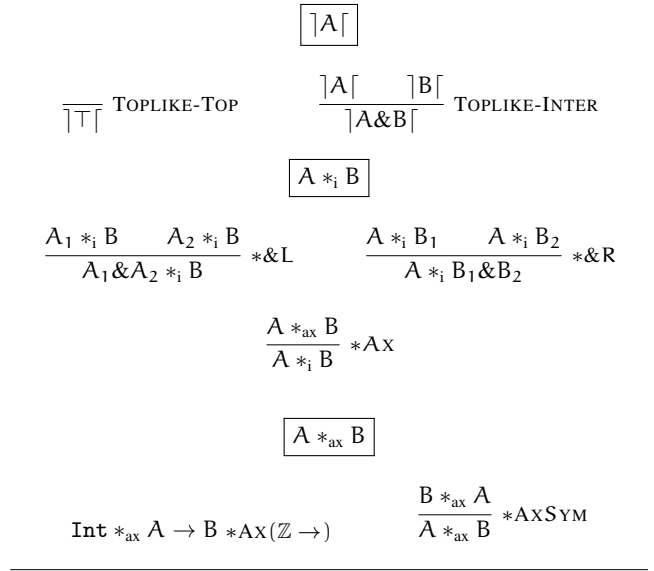 ⌉A⌈
⌉⊤⌈ TOPLIKE-TOP
⌉A⌈ ⌉B⌈
⌉A&B⌈ TOPLIKE-INTER
A *ᵢ B
A₁ *ᵢ B A₂ *ᵢ B
A₁&A₂ *ᵢ B *&L
A *ᵢ B₁ A *ᵢ B₂
A *ᵢ B₁&B₂ *&R
A *ₐₓ B
A *ᵢ B *AX
A *ₐₓ B
Int *ₐₓ A → B *AX(ℤ →)
B *ₐₓ A
A *ₐₓ B *AXSYM